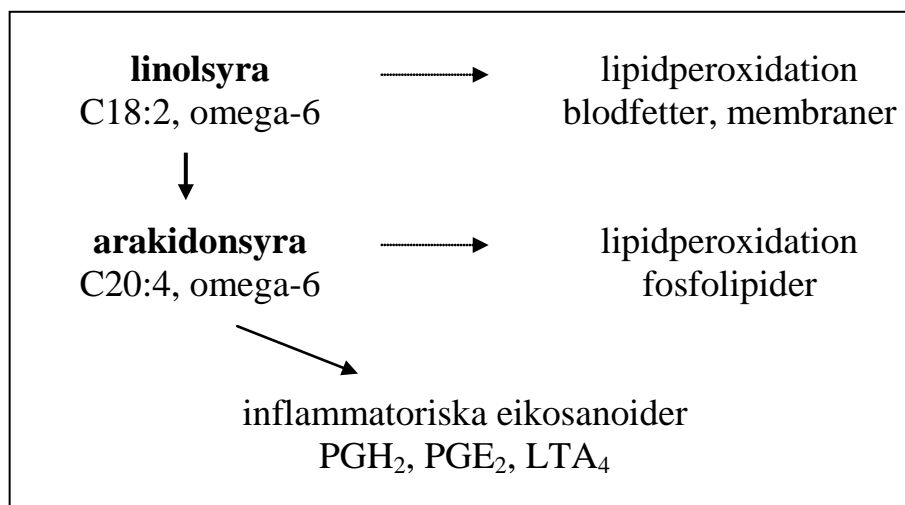 linolsyra
C18:2, omega-6
lipidperoxidation
blodfetter, membraner
arakidonsyra
C20:4, omega-6
lipidperoxidation
fosfolipider
inflammatoriska eikosanoider
PGH₂, PGE₂, LTA₄